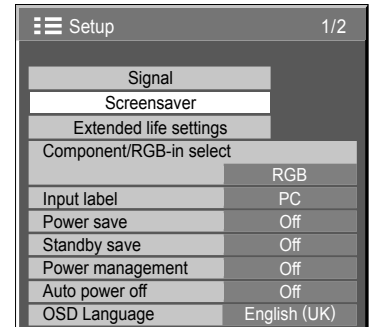 Setup 1/2
Signal
Screensaver
Extended life settings
Component/RGB-in select
RGB
Input label PC
Power save Off
Standby save Off
Power management Off
Auto power off Off
OSD Language English (UK)